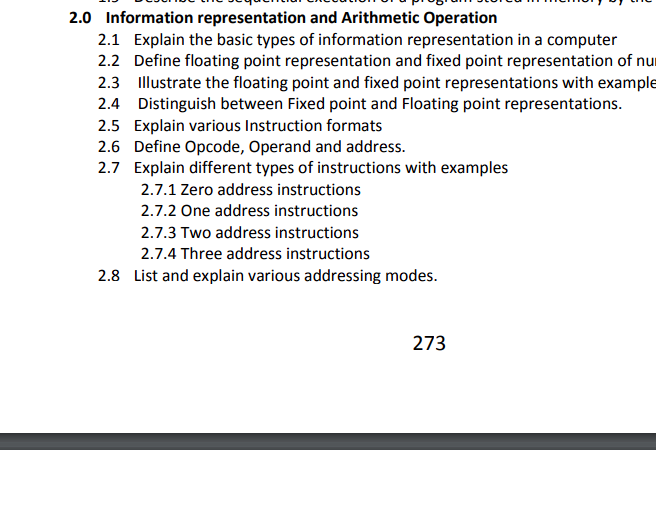 2.0 Information representation and Arithmetic Operation
2.1 Explain the basic types of information representation in a computer
2.2 Define floating point representation and fixed point representation of
2.3 Illustrate the floating point and fixed point representations with
2.4 Distinguish between Fixed point and Floating point representations.
2.5 Explain various Instruction formats
2.6 Define Opcode, Operand and address.
2.7 Explain different types of instructions with examples
2.7.1 Zero address instructions
2.7.2 One address instructions
2.7.3 Two address instructions
2.7.4 Three address instructions
2.8 List and explain various addressing modes.
273